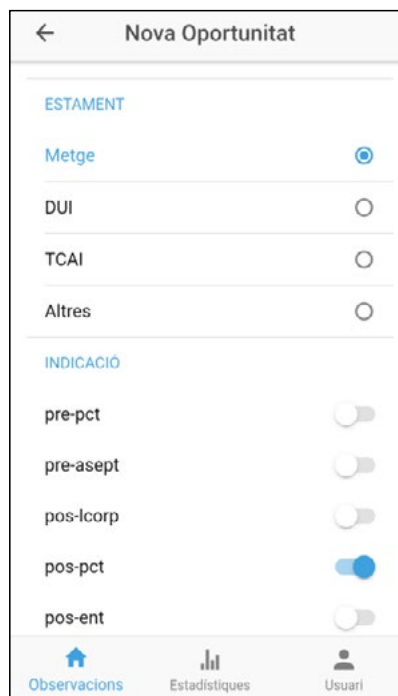 Nova Oportunitat
ESTAMENT
Metge
DUI
TCAI
Altres
INDICACIÓ
pre-pct
pre-asept
pos-lcorp
pos-pct
pos-ent
Observacions Estadístiques Usuari